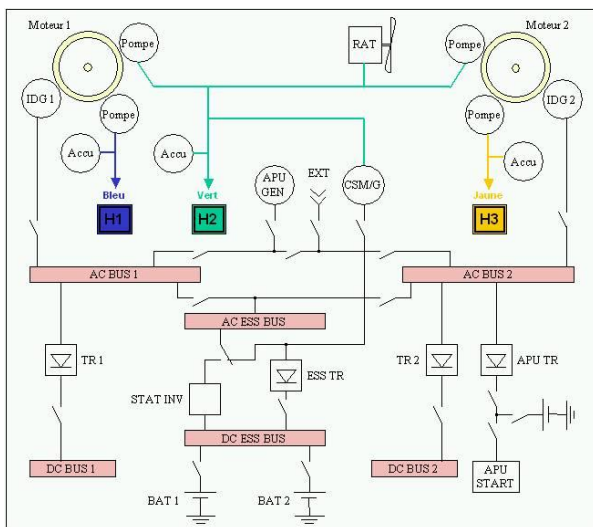 Moteur 1
Moteur 2
Pompe
RAT
Pompe
IDG 1
IDG 2
Pompe
Pompe
Accu
Accu
Accu
APU
GEN
EXT
CSM/G
Bleu
Vert
Jaune
H1
H2
H3
AC BUS 1
AC BUS 2
AC ESS BUS
TR 1
ESS TR
TR 2
APU TR
STAT INV
DC ESS BUS
DC BUS 1
DC BUS 2
APU
START
BAT 1
BAT 2